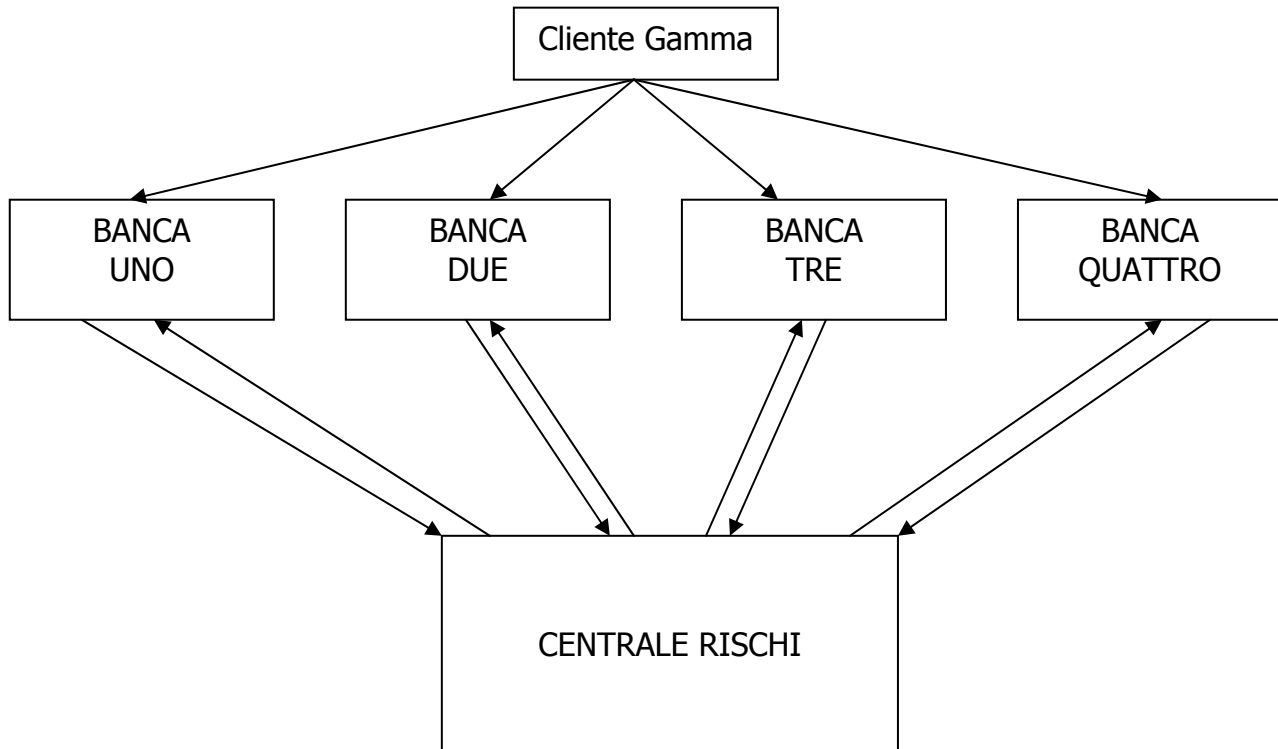 Cliente Gamma
BANCA
UNO
BANCA
DUE
BANCA
TRE
BANCA
QUATTRO
CENTRALE RISCHI